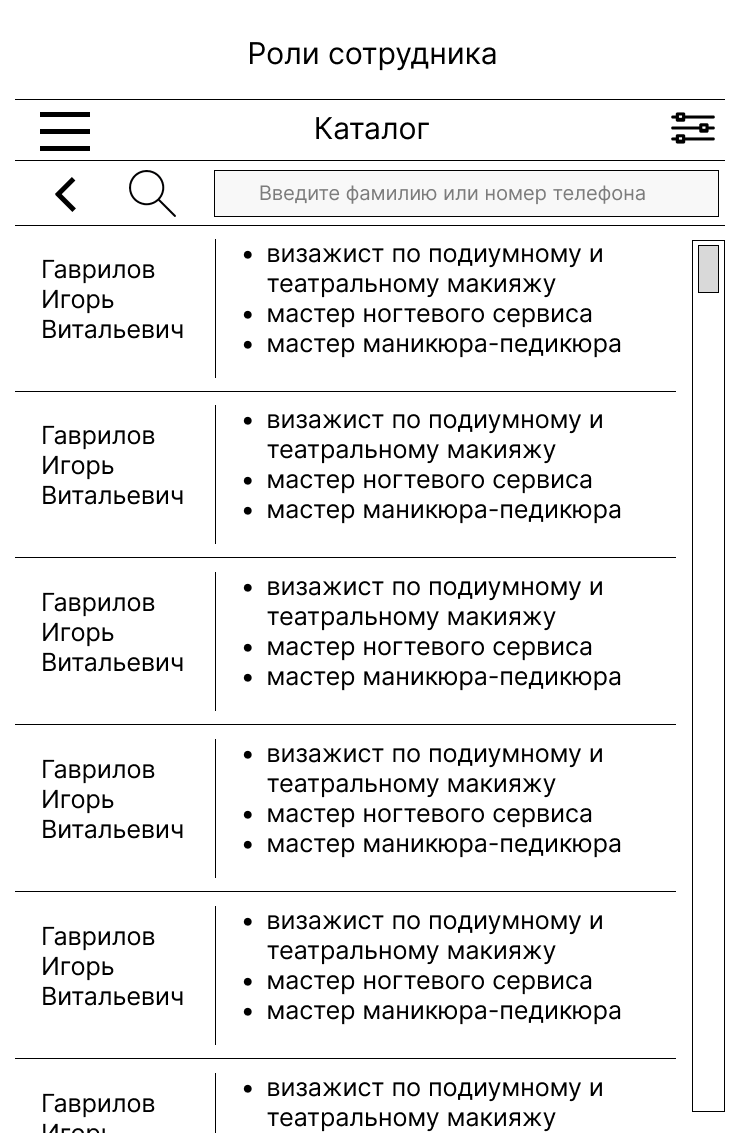 Роли сотрудника
Каталог
Введите фамилию или номер телефона
Гаврилов
Игорь
Витальевич
• визажист по подиумному и
театральному макияжу
• мастер ногтевого сервиса
• мастер маникюра-педикюра
Гаврилов
Игорь
Витальевич
• визажист по подиумному и
театральному макияжу
• мастер ногтевого сервиса
• мастер маникюра-педикюра
Гаврилов
Игорь
Витальевич
• визажист по подиумному и
театральному макияжу
• мастер ногтевого сервиса
• мастер маникюра-педикюра
Гаврилов
Игорь
Витальевич
• визажист по подиумному и
театральному макияжу
• мастер ногтевого сервиса
• мастер маникюра-педикюра
Гаврилов
Игорь
Витальевич
• визажист по подиумному и
театральному макияжу
• мастер ногтевого сервиса
• мастер маникюра-педикюра
Гаврилов
Игорь
• визажист по подиумному и
театральному макияжу